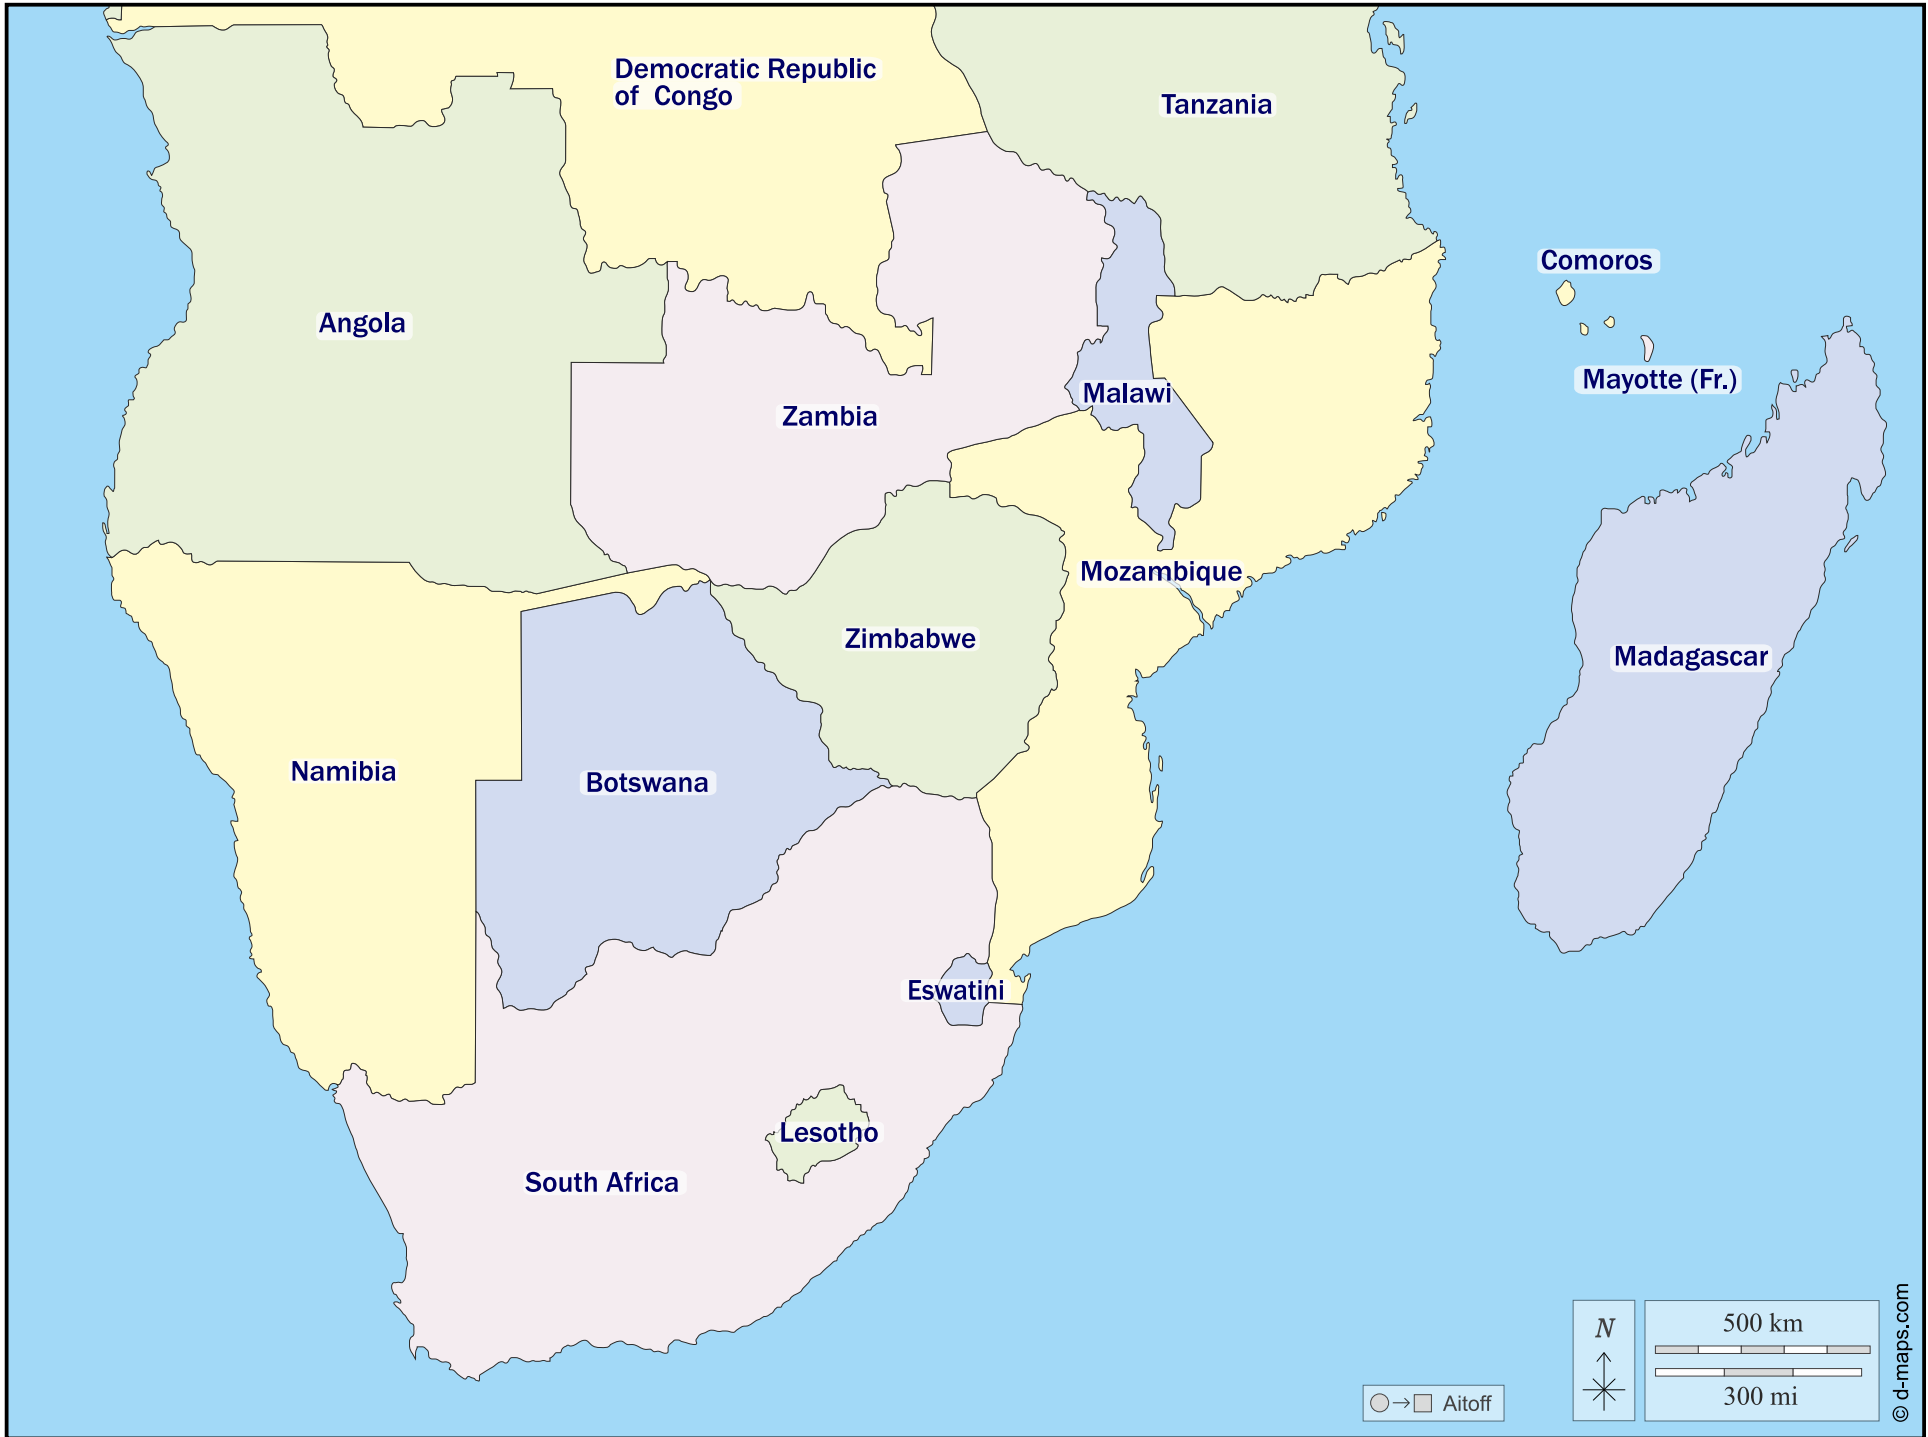 Democratic Republic
of Congo
Tanzania
Comoros
Angola
Mayotte (Fr.)
Malawi
Zambia
Mozambique
Zimbabwe
Madagascar
Namibia
Botswana
Eswatini
Lesotho
South Africa
N
500 km
300 mi
Aitoff
© d-maps.com